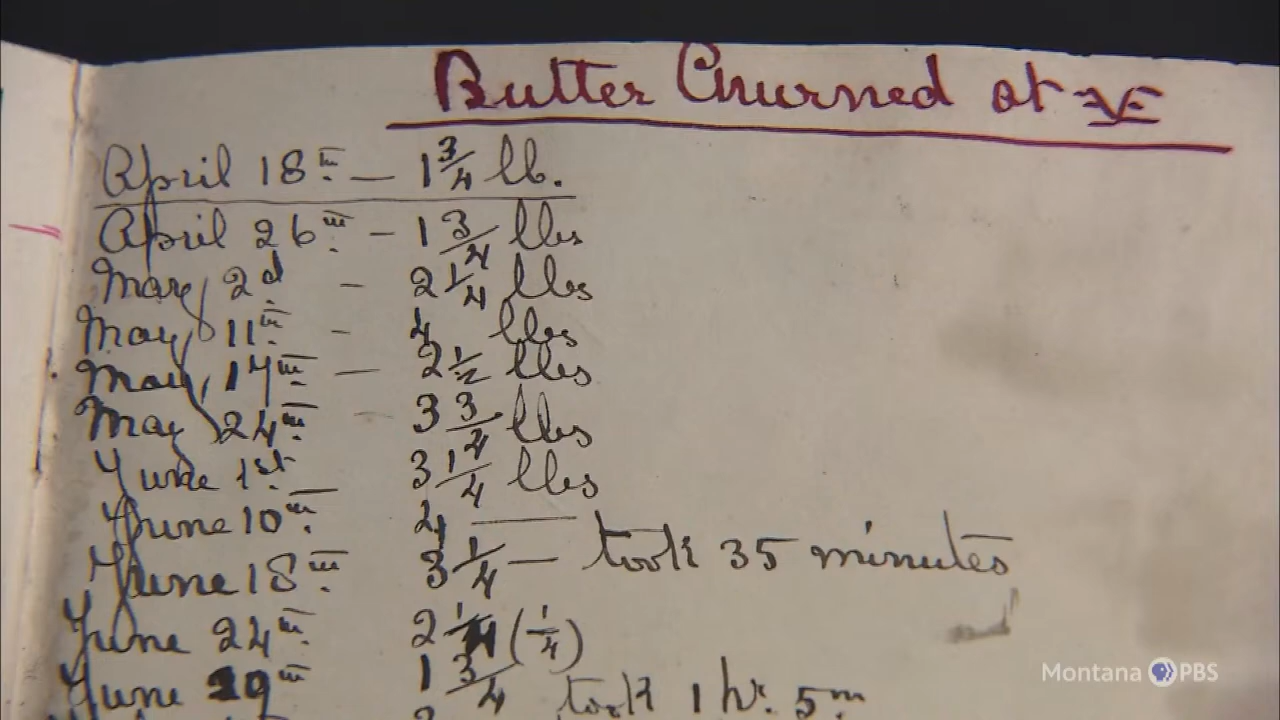 Butter Churned at
April 18th — 1 3/4 lb.
April 26th. — 1 3/4 lbs
May 2d. - 2 1/4 lbs
May 11th - 4 lbs
May, 17th — 2 1/2 lbs
May 24th - 3 3/4 lbs
June 1st. 3 1/4 lbs
June 10th.
June 18th. 3 1/4 — took 35 minutes
June 24th. 2 1/4 (1/4)
June 29th 1 3/4 took 1 hr. 5m
Montana PBS